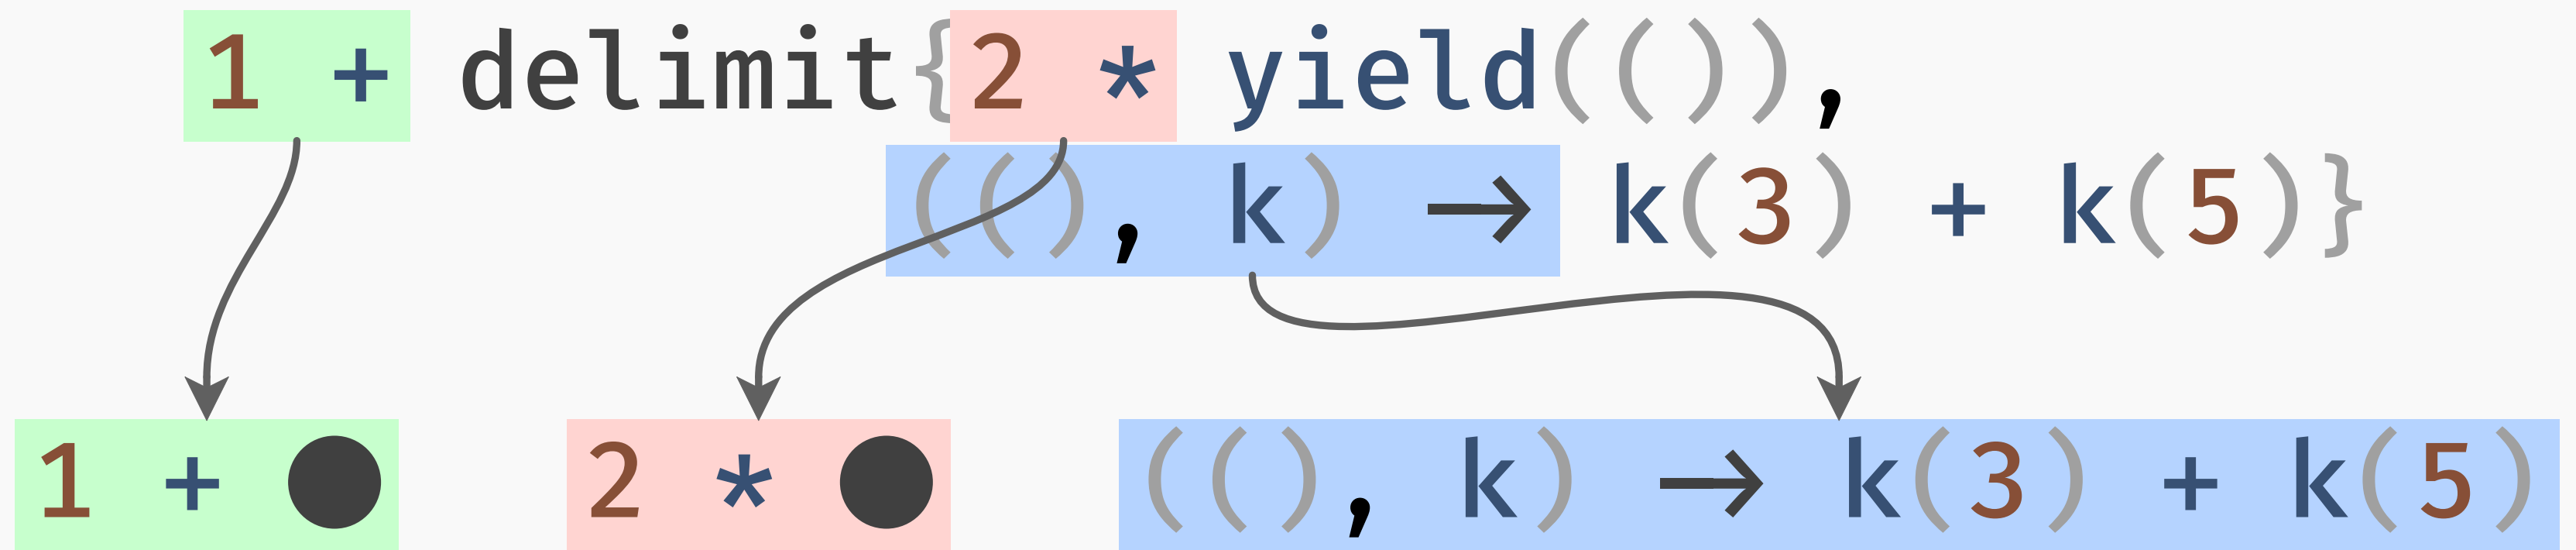 1 + delimit{2 * yield(()),
((), k) → k(3) + k(5)}
1 + ● 2 * ● ((), k) → k(3) + k(5)